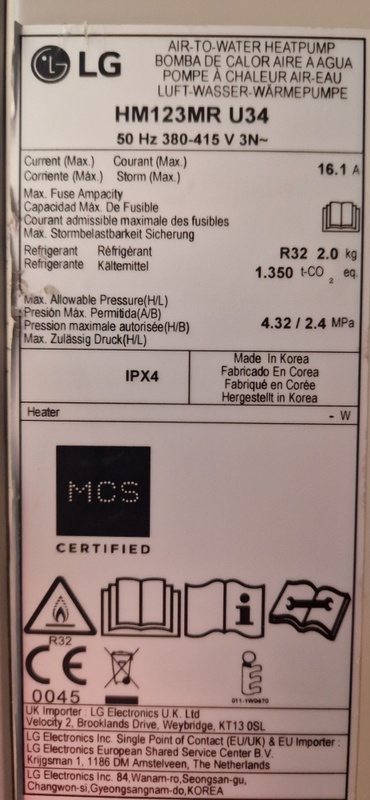 LG
AIR-TO-WATER HEATPUMP
BOMBA DE CALOR AIRE A AGUA
POMPE À CHALEUR AIR-EAU
LUFT-WASSER-WÄRMEPUMPE
HM123MR U34
50 Hz 380-415 V 3N~
Current (Max.) Courant (Max.)
Corriente (Máx.) Storm (Max.)
16.1 A
Max. Fuse Ampacity
Capacidad Máx. De Fusible
Courant admissible maximale des fusibles
Max. Stormbelastbarkeit Sicherung
Refrigerant Réfrigérant
Refrigerante Kältemittel
R32 2.0 kg
1.350 t-CO2 eq.
Max. Allowable Pressure(H/L)
Presión Máx. Permitida(A/B)
Pression maximale autorisée(H/B)
Max. Zulässig Druck(H/L)
4.32 / 2.4 MPa
IPX4
Made In Korea
Fabricado En Corea
Fabriqué en Corée
Hergestellt in Korea
Heater - W
MCS
CERTIFIED
R32
CE
0045
011-1W0470
UK Importer : LG Electronics U.K. Ltd
Velocity 2, Brooklands Drive, Weybridge, KT13 0SL
LG Electronics Inc. Single Point of Contact (EU/UK) & EU Importer :
LG Electronics European Shared Service Center B.V.
Krijgsman 1, 1186 DM Amstelveen, The Netherlands
LG Electronics Inc. 84,Wanam-ro,Seongsan-gu,
Changwon-si,Gyeongsangnam-do,KOREA